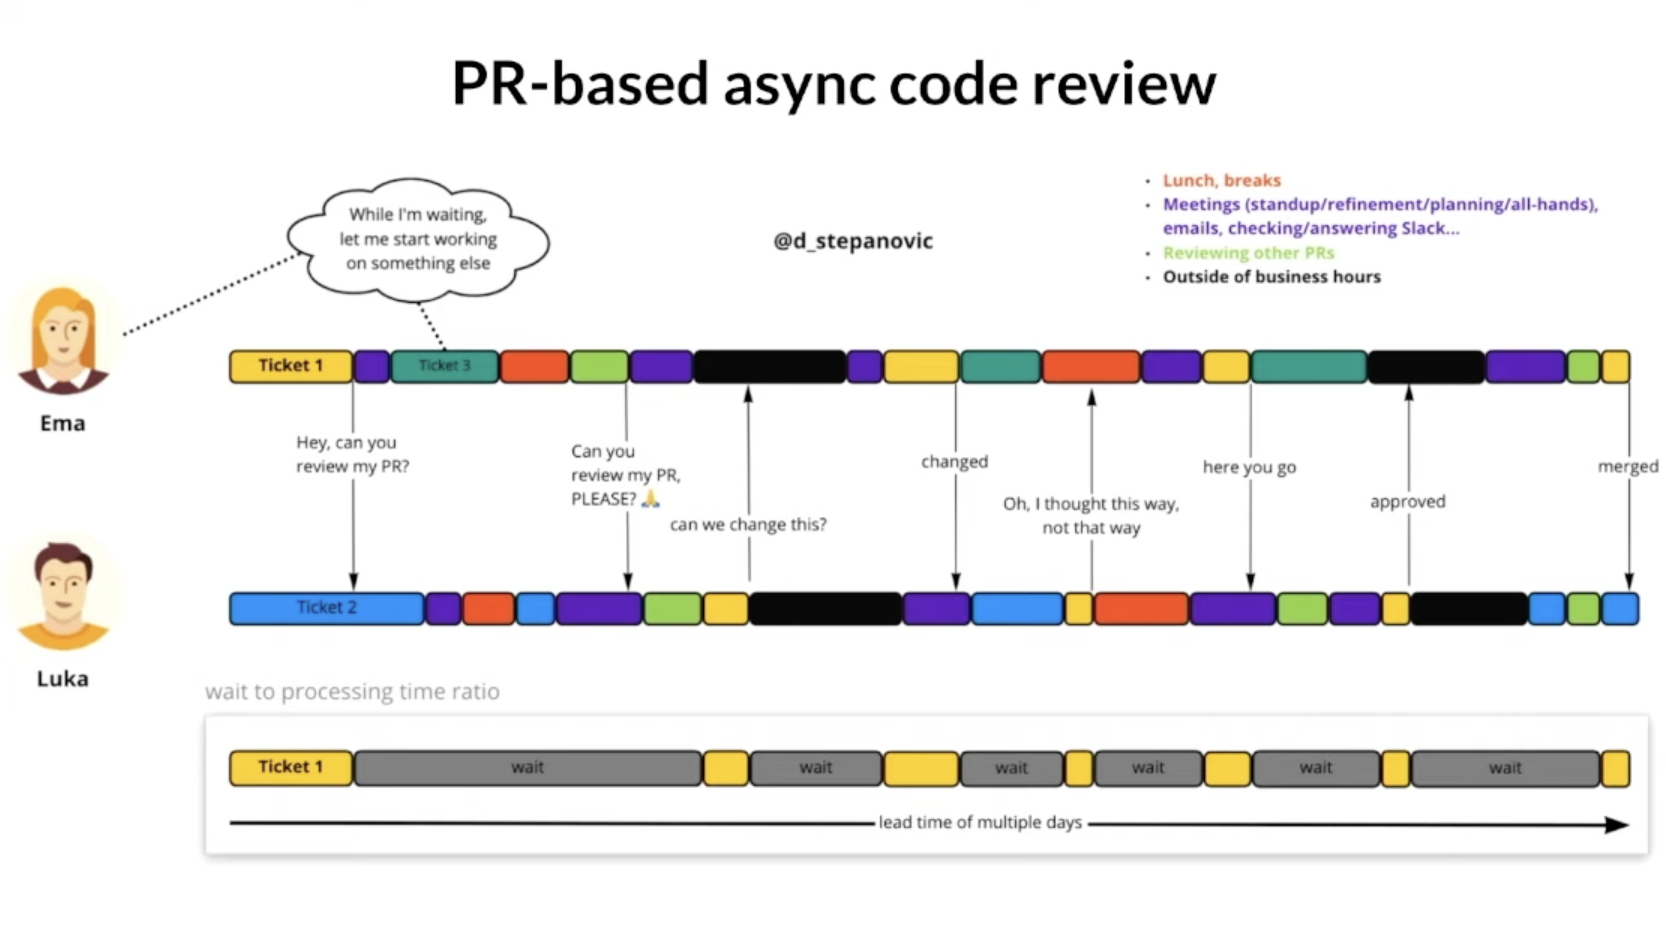 PR-based async code review
While I'm waiting,
let me start working
on something else
@d_stepanovic
· Lunch, breaks
· Meetings (standup/refinement/planning/all-hands),
emails, checking/answering Slack...
· Reviewing other PRs
· Outside of business hours
Ema
Ticket 1
Ticket 3
Hey, can you
review my PR?
Can you
review my PR,
PLEASE? 🙏
can we change this?
changed
Oh, I thought this way,
not that way
here you go
approved
merged
Luka
Ticket 2
wait to processing time ratio
Ticket 1
wait
wait
wait
wait
wait
wait
lead time of multiple days